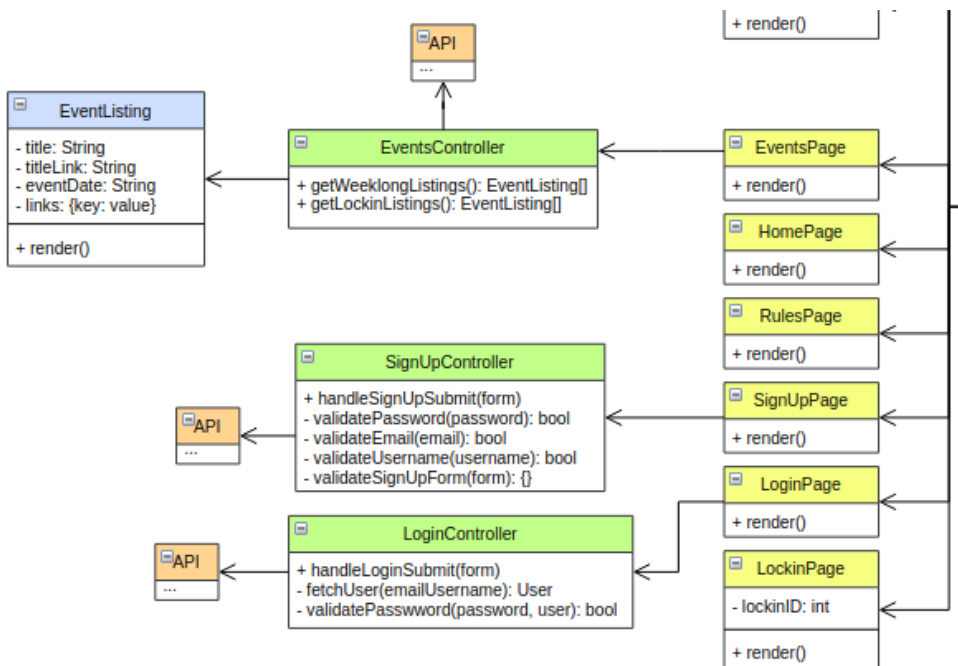 + render()
API
...
EventListing
- title: String
- titleLink: String
- eventDate: String
- links: {key: value}
+ render()
EventsController
+ getWeeklongListings(): EventListing[]
+ getLockinListings(): EventListing[]
EventsPage
+ render()
HomePage
+ render()
RulesPage
+ render()
SignUpController
+ handleSignUpSubmit(form)
- validatePassword(password): bool
- validateEmail(email): bool
- validateUsername(username): bool
- validateSignUpForm(form): {}
API
...
SignUpPage
+ render()
LoginPage
+ render()
LoginController
+ handleLoginSubmit(form)
- fetchUser(emailUsername): User
- validatePasswword(password, user): bool
API
...
LockinPage
- lockinID: int
+ render()